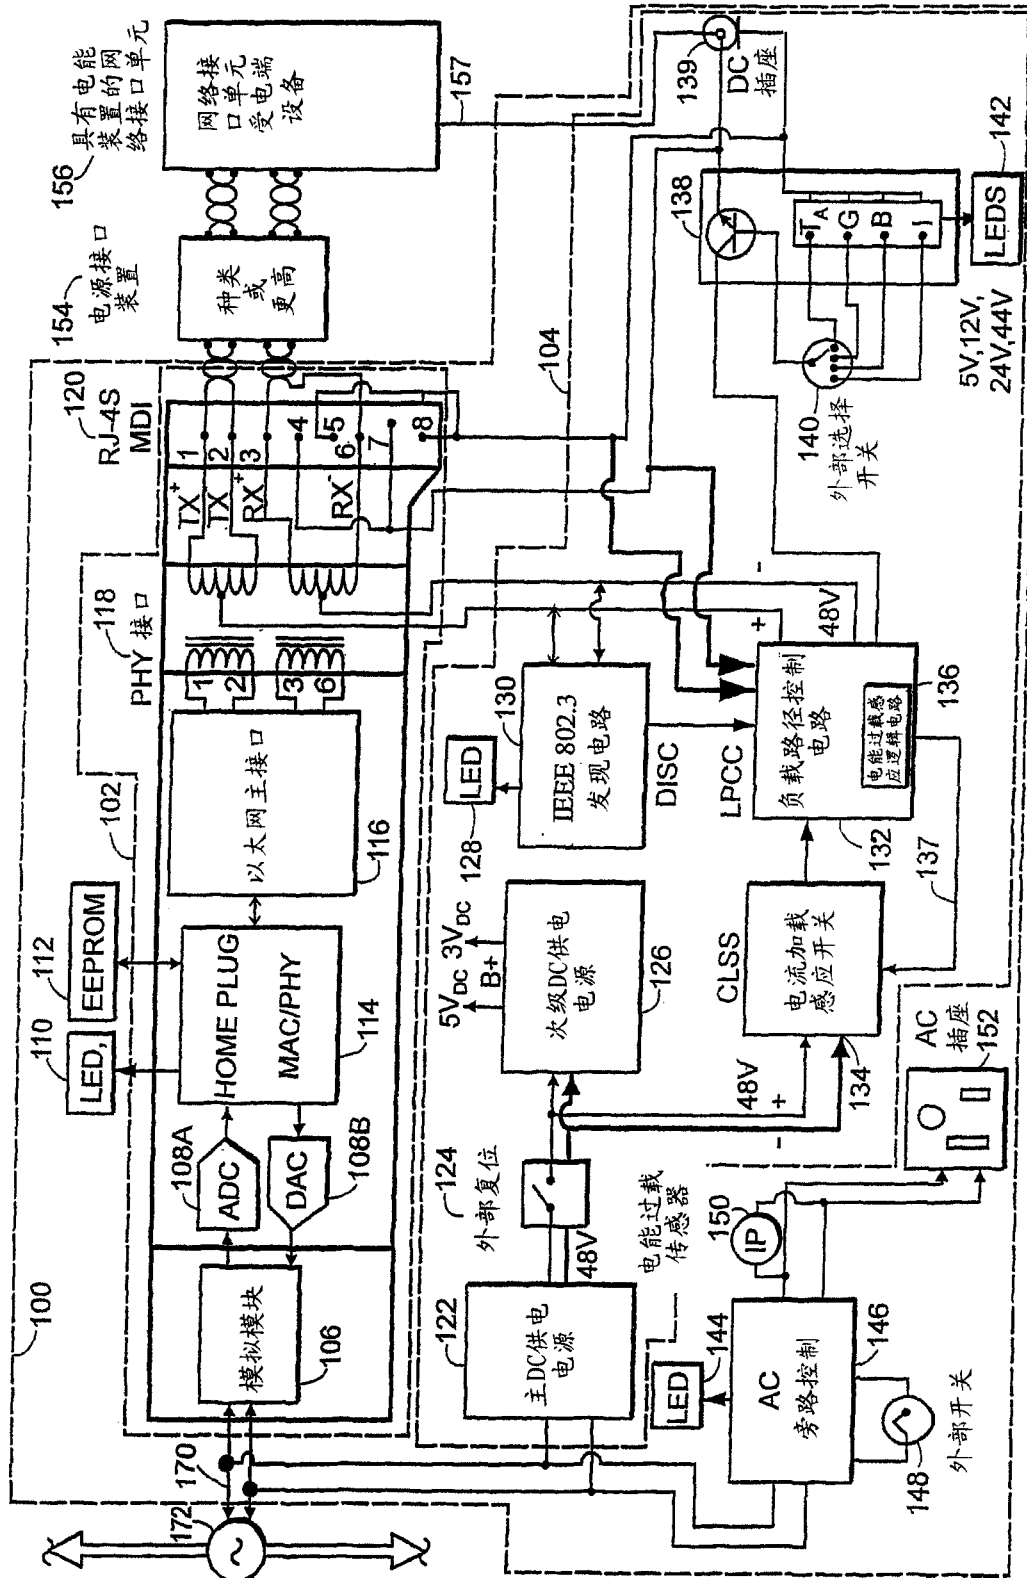 156
具有电能
装置的网
络接口单元
网络接
口单元
受电端
设备
157
154
电源接口
装置
种类
或
更高
139
DC
插座
138
T_A
G
B
I
142
LEDS
5V,12V,
24V,44V
140
外部选择
开关
104
120
RJ-4S
MDI
1
2
3
4
5
6
7
8
TX+
TX-
RX+
RX-
118
PHY 接口
1
2
3
6
102
以太网主接口
116
112
EEPROM
110
LED,
HOME PLUG
MAC/PHY
114
108A
ADC
DAC
108B
模拟模块
106
100
170
172
~
130
IEEE 802.3
发现电路
DISC
LED
128
5VDC
3VDC
B+
次级DC供电
电源
126
124
外部复位
48V
122
主DC供电
电源
LPCC
负载路径控制
电路
电能过载感
应逻辑电路
136
132
137
+
-
48V
CLSS
电流加载
感应开关
134
48V
+
-
电能过载
传感器
150
IP
AC
插座
152
LED
144
AC
旁路控制
146
148
外部开关